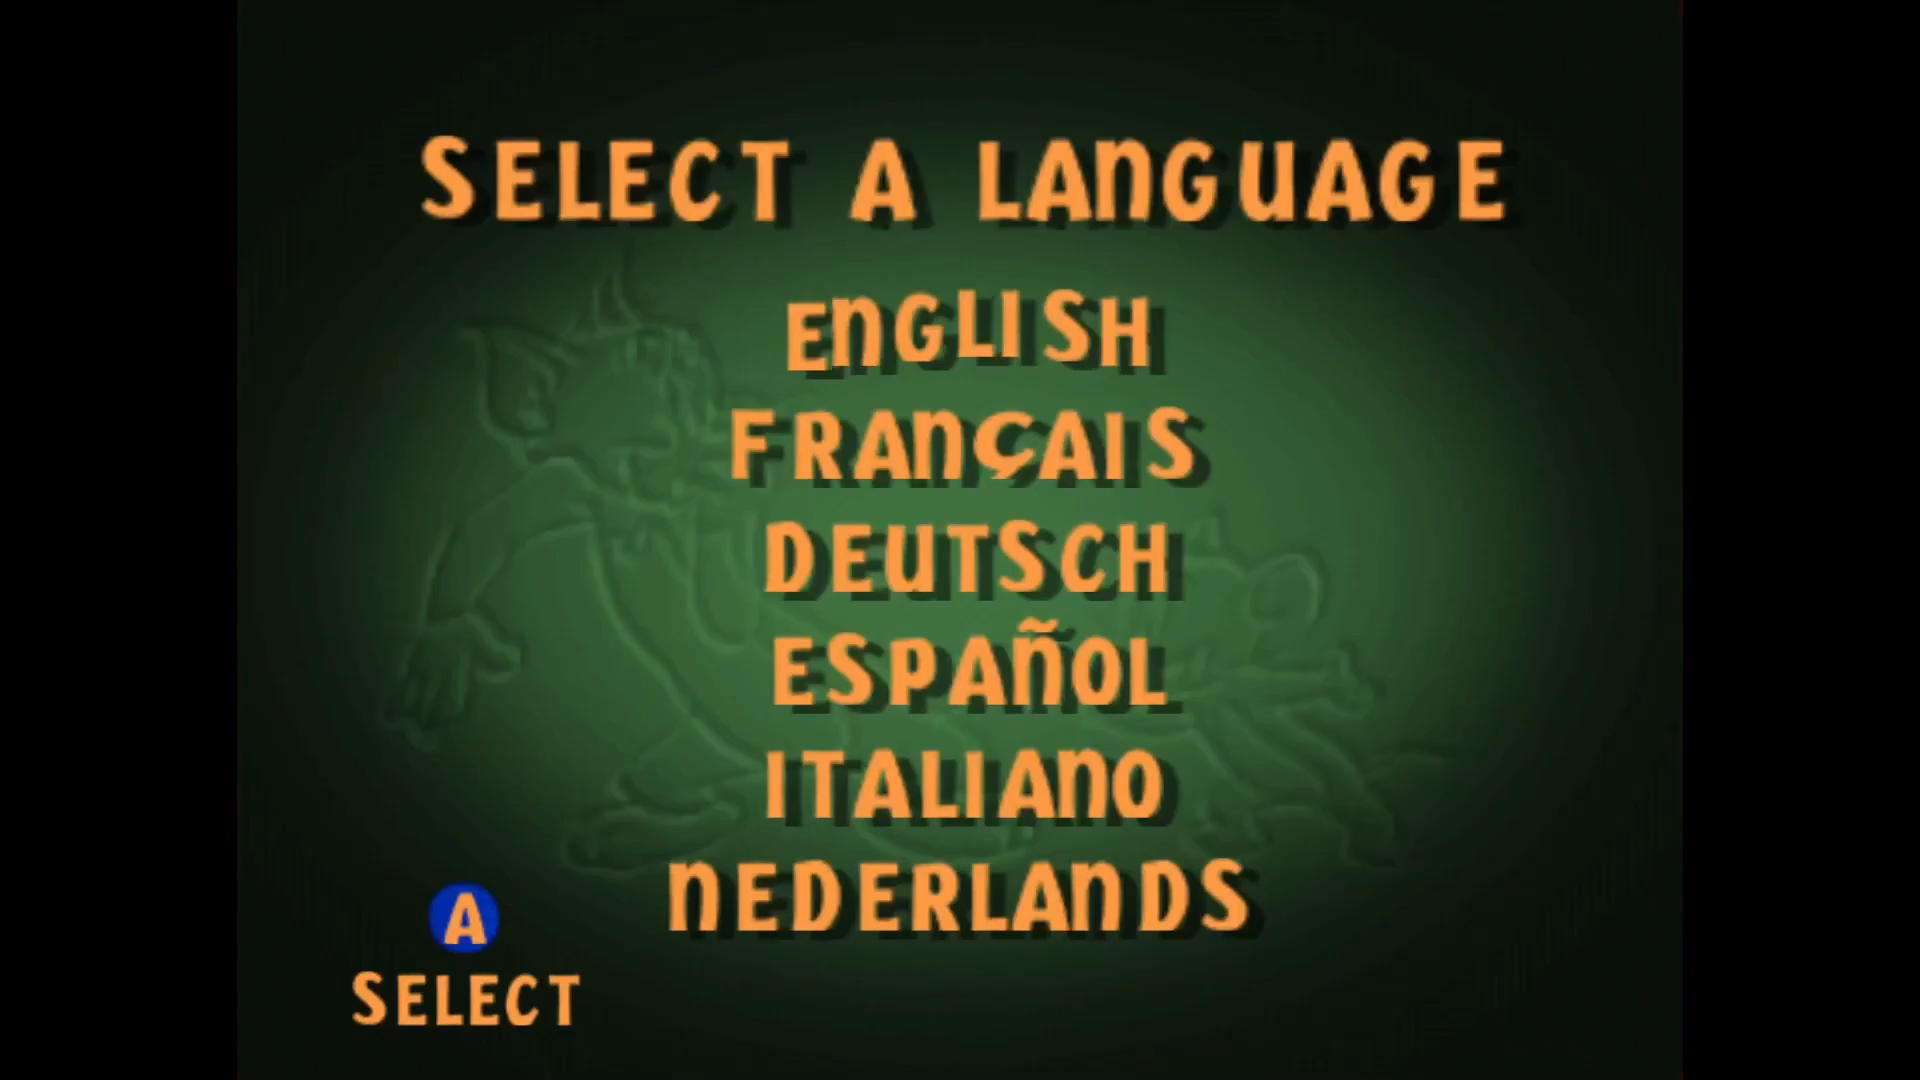 SELECT A LANGUAGE
ENGLISH
FRANÇAIS
DEUTSCH
ESPAÑOL
ITALIANO
NEDERLANDS
A
SELECT